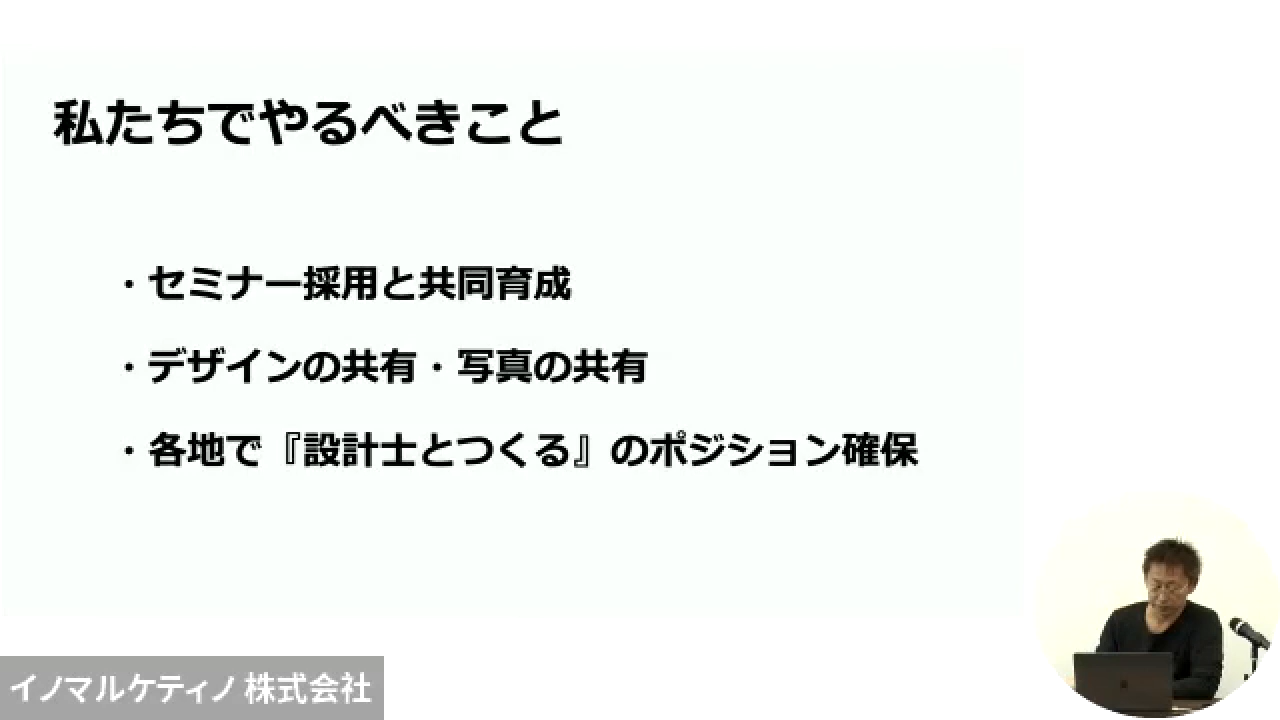 私たちでやるべきこと
・セミナー採用と共同育成
・デザインの共有・写真の共有
・各地で『設計士とつくる』のポジション確保
イノマルケティノ 株式会社